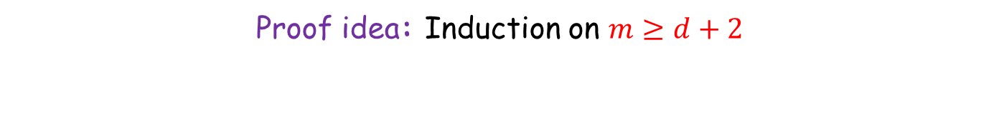 Proof idea: Induction on m ≥ d + 2